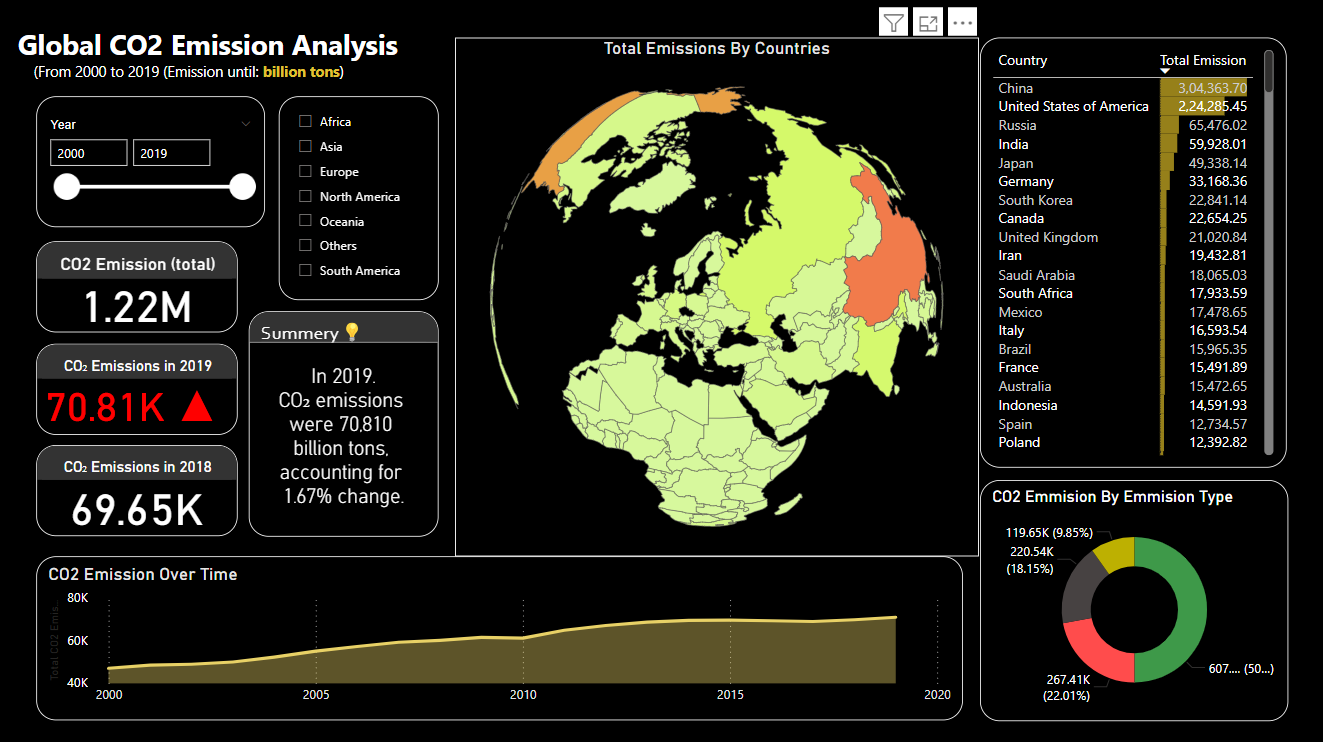 Global CO2 Emission Analysis
(From 2000 to 2019 (Emission until: billion tons)
Year
2000 2019
Africa
Asia
Europe
North America
Oceania
Others
South America
CO2 Emission (total)
1.22M
CO₂ Emissions in 2019
70.81K
CO₂ Emissions in 2018
69.65K
Summery
In 2019.
CO₂ emissions
were 70,810
billion tons,
accounting for
1.67% change.
Total Emissions By Countries
Country Total Emission
China 3,04,363.70
United States of America 2,24,285.45
Russia 65,476.02
India 59,928.01
Japan 49,338.14
Germany 33,168.36
South Korea 22,841.14
Canada 22,654.25
United Kingdom 21,020.84
Iran 19,432.81
Saudi Arabia 18,065.03
South Africa 17,933.59
Mexico 17,478.65
Italy 16,593.54
Brazil 15,965.35
France 15,491.89
Australia 15,472.65
Indonesia 14,591.93
Spain 12,734.57
Poland 12,392.82
CO2 Emission Over Time
Total CO2 Emis...
80K
60K
40K
2000 2005 2010 2015 2020
CO2 Emmision By Emmision Type
119.65K (9.85%)
220.54K
(18.15%)
267.41K
(22.01%)
607.... (50...)